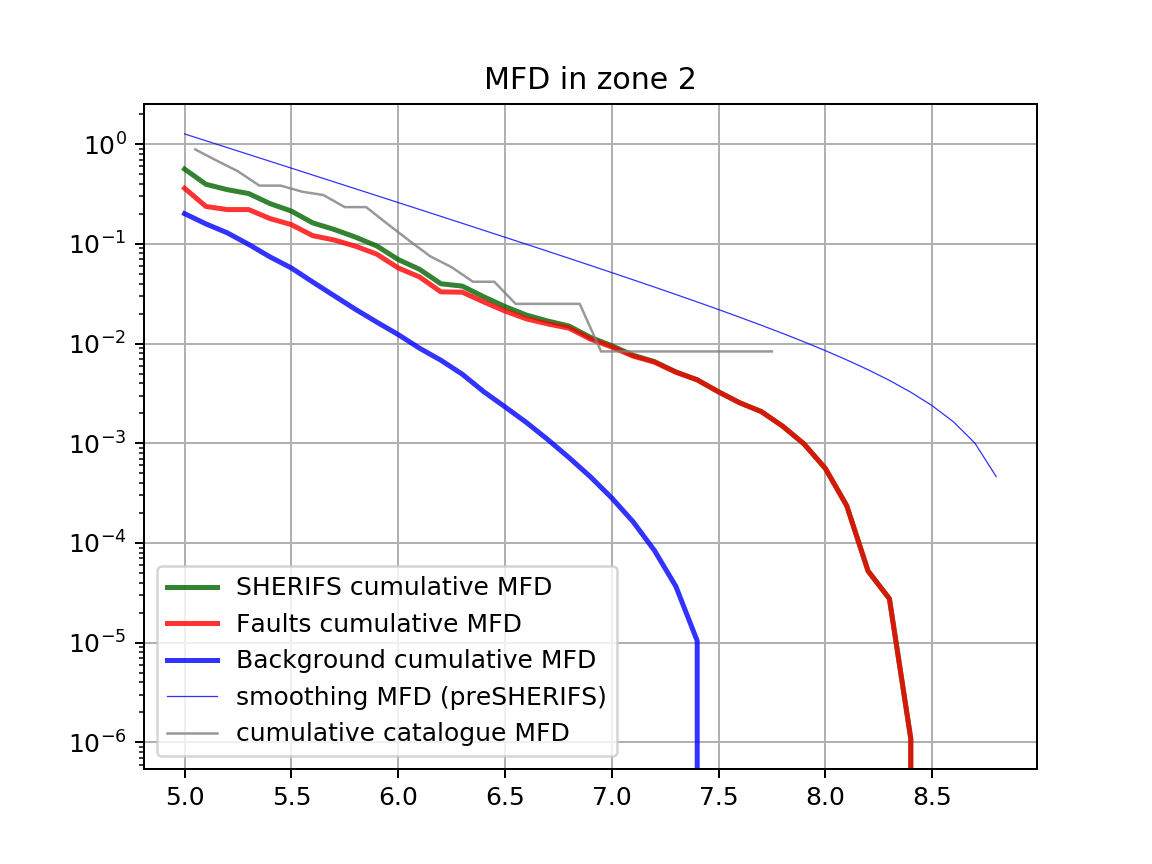 MFD in zone 2
10⁰
10⁻¹
10⁻²
10⁻³
10⁻⁴
10⁻⁵
10⁻⁶
SHERIFS cumulative MFD
Faults cumulative MFD
Background cumulative MFD
smoothing MFD (preSHERIFS)
cumulative catalogue MFD
5.0 5.5 6.0 6.5 7.0 7.5 8.0 8.5